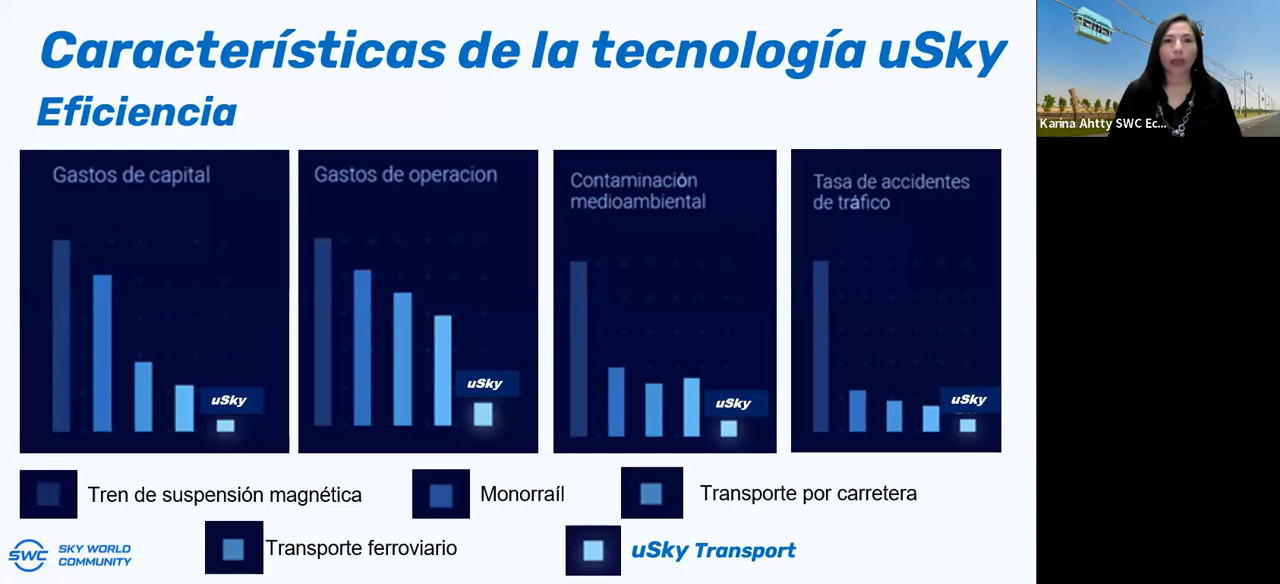 Características de la tecnología uSky
Eficiencia
Karina Ahtty SWC Ec...
Gastos de capital
Gastos de operacion
Contaminación
medioambiental
Tasa de accidentes
de tráfico
uSky
uSky
uSky
uSky
Tren de suspensión magnética
Monorraíl
Transporte por carretera
Transporte ferroviario
uSky Transport
SWC
SKY WORLD
COMMUNITY